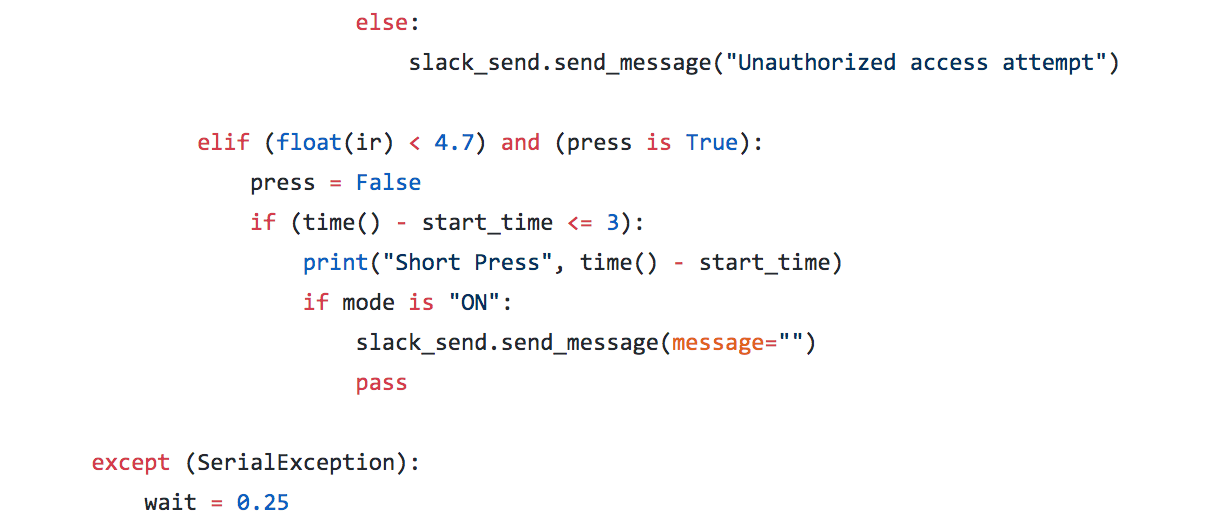 else:
slack_send.send_message("Unauthorized access attempt")
elif (float(ir) < 4.7) and (press is True):
press = False
if (time() - start_time <= 3):
print("Short Press", time() - start_time)
if mode is "ON":
slack_send.send_message(message="")
pass
except (SerialException):
wait = 0.25